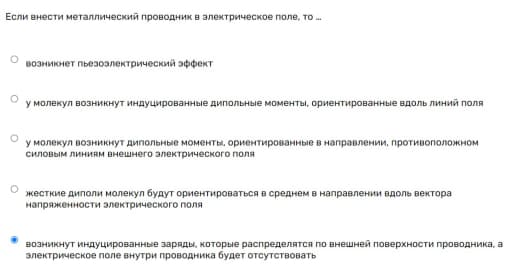 Если внести металлический проводник в электрическое поле, то ...
возникнет пьезоэлектрический эффект
у молекул возникнут индуцированные дипольные моменты, ориентированные вдоль линий поля
у молекул возникнут дипольные моменты, ориентированные в направлении, противоположном
силовым линиям внешнего электрического поля
жесткие диполи молекул будут ориентироваться в среднем в направлении вдоль вектора
напряженности электрического поля
возникнут индуцированные заряды, которые распределятся по внешней поверхности проводника, а
электрическое поле внутри проводника будет отсутствовать